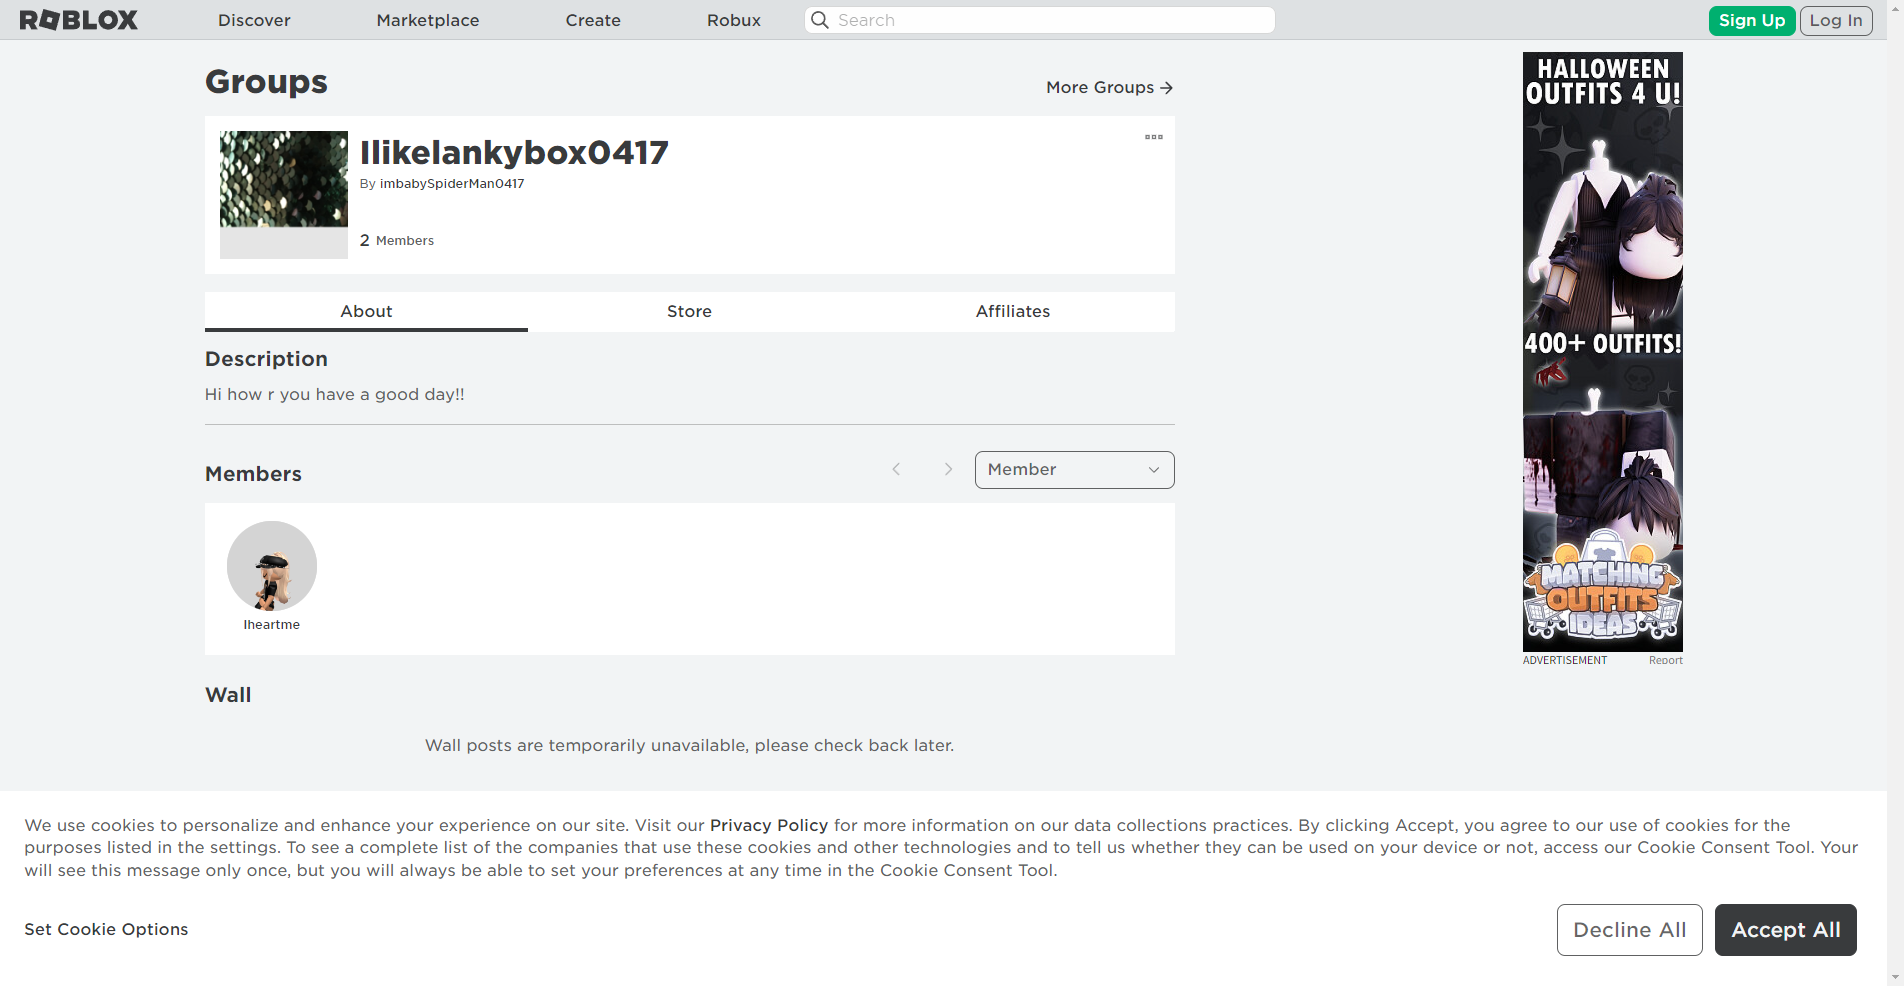 ROBLOX
Discover
Marketplace
Create
Robux
Search
Sign Up
Log In
Groups
More Groups
Ilikelankybox0417
By imbabySpiderMan0417
2 Members
About
Store
Affiliates
Description
Hi how r you have a good day!!
Members
Member
Iheartme
Wall
Wall posts are temporarily unavailable, please check back later.
HALLOWEEN
OUTFITS 4 U!
400+ OUTFITS!
MATCHING
OUTFITS
IDEAS
ADVERTISEMENT
Report
We use cookies to personalize and enhance your experience on our site. Visit our Privacy Policy for more information on our data collections practices. By clicking Accept, you agree to our use of cookies for the
purposes listed in the settings. To see a complete list of the companies that use these cookies and other technologies and to tell us whether they can be used on your device or not, access our Cookie Consent Tool. Your
will see this message only once, but you will always be able to set your preferences at any time in the Cookie Consent Tool.
Set Cookie Options
Decline All
Accept All